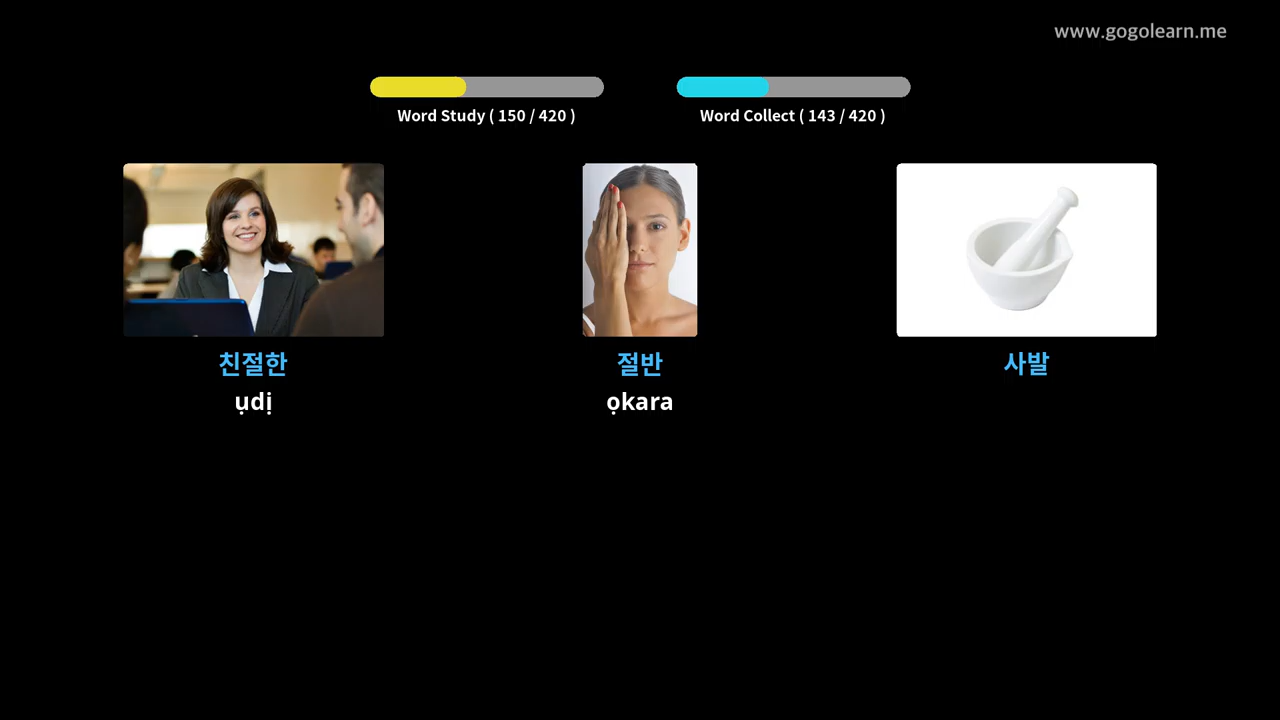 www.gogolearn.me
Word Study ( 150 / 420 )
Word Collect ( 143 / 420 )
친절한
절반
사발
ụdị
ọkara